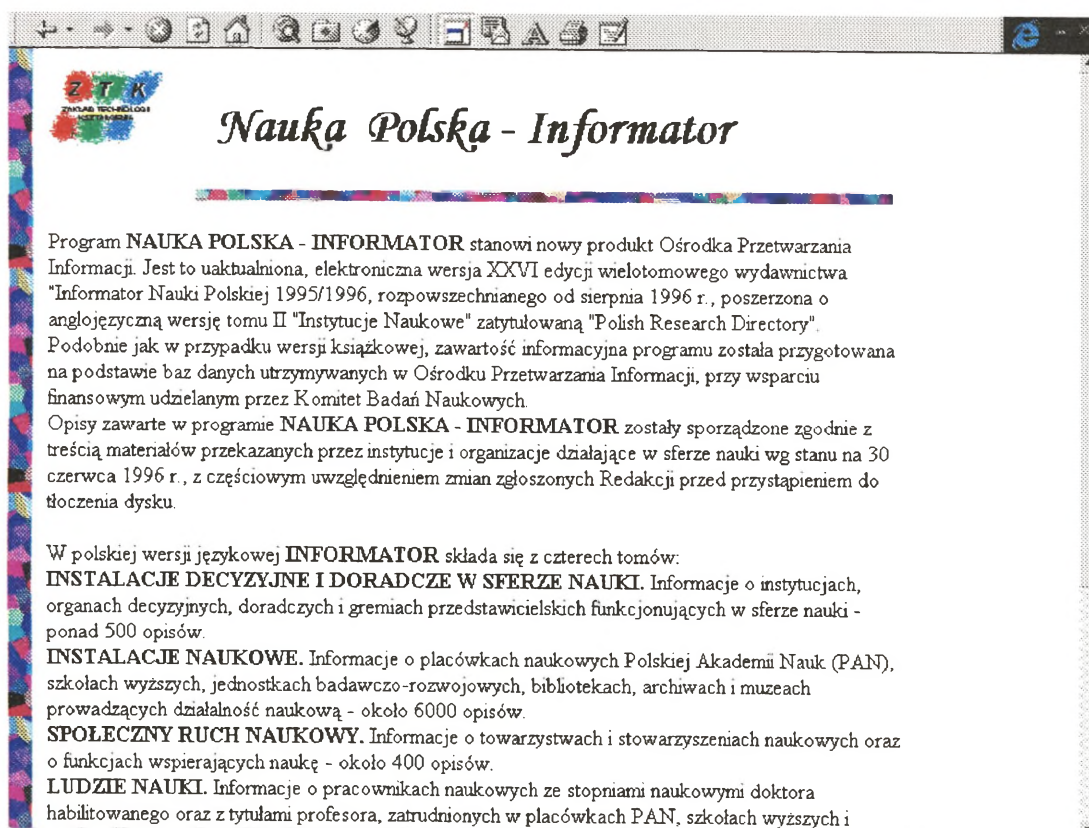 Z T K
ZAKŁAD TECHNOLOGII
KSZTAŁCENIA
Nauka Polska - Informator
Program NAUKA POLSKA - INFORMATOR stanowi nowy produkt Ośrodka Przetwarzania
Informacji. Jest to uaktualniona, elektroniczna wersja XXVI edycji wielotomowego wydawnictwa
"Informator Nauki Polskiej 1995/1996, rozpowszechnianego od sierpnia 1996 r., poszerzona o
anglojęzyczną wersję tomu II "Instytucje Naukowe" zatytułowaną "Polish Research Directory".
Podobnie jak w przypadku wersji książkowej, zawartość informacyjna programu została przygotowana
na podstawie baz danych utrzymywanych w Ośrodku Przetwarzania Informacji, przy wsparciu
finansowym udzielanym przez Komitet Badań Naukowych.
Opisy zawarte w programie NAUKA POLSKA - INFORMATOR zostały sporządzone zgodnie z
treścią materiałów przekazanych przez instytucje i organizacje działające w sferze nauki wg stanu na 30
czerwca 1996 r., z częściowym uwzględnieniem zmian zgłoszonych Redakcji przed przystąpieniem do
tłoczenia dysku.
W polskiej wersji językowej INFORMATOR składa się z czterech tomów:
INSTALACJE DECYZYJNE I DORADCZE W SFERZE NAUKI. Informacje o instytucjach,
organach decyzyjnych, doradczych i gremiach przedstawicielskich funkcjonujących w sferze nauki -
ponad 500 opisów.
INSTALACJE NAUKOWE. Informacje o placówkach naukowych Polskiej Akademii Nauk (PAN),
szkołach wyższych, jednostkach badawczo-rozwojowych, bibliotekach, archiwach i muzeach
prowadzących działalność naukową - około 6000 opisów.
SPOŁECZNY RUCH NAUKOWY. Informacje o towarzystwach i stowarzyszeniach naukowych oraz
o funkcjach wspierających naukę - około 400 opisów.
LUDZIE NAUKI. Informacje o pracownikach naukowych ze stopniami naukowymi doktora
habilitowanego oraz z tytułami profesora, zatrudnionych w placówkach PAN, szkołach wyższych i